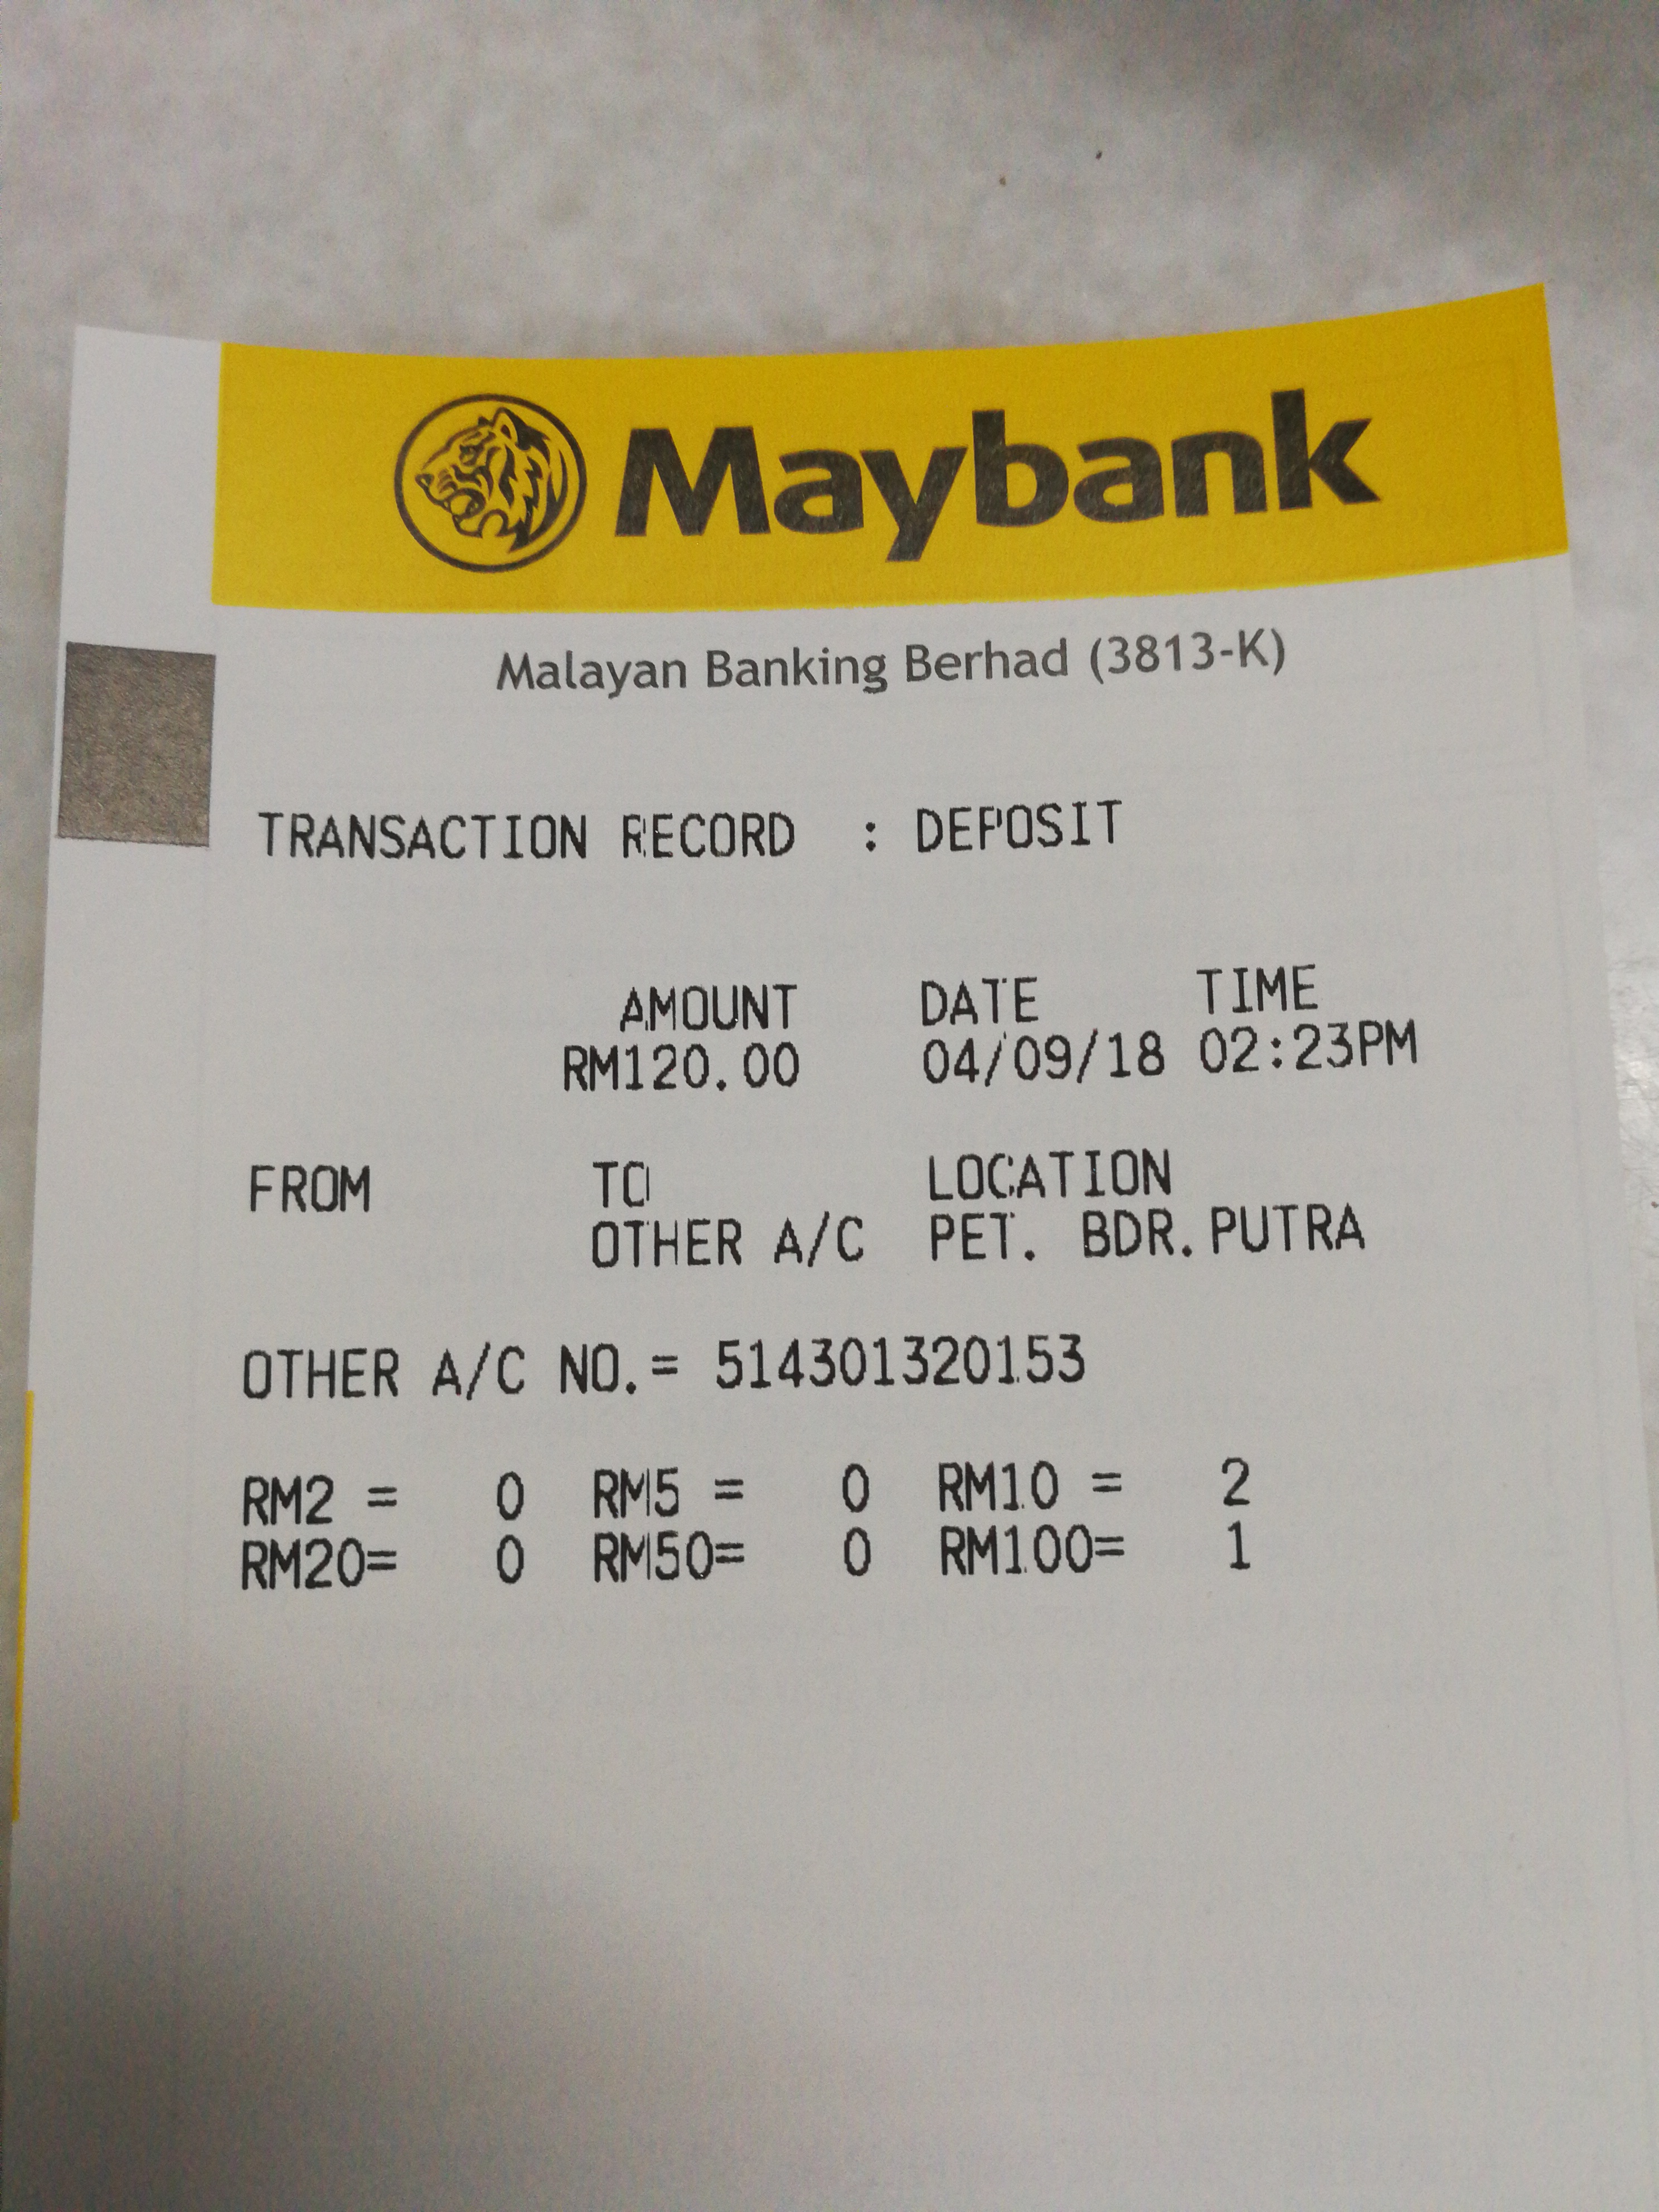 Maybank
Malayan Banking Berhad (3813-K)
TRANSACTION RECORD : DEPOSIT
AMOUNT DATE TIME
RM120.00 04/09/18 02:23PM
FROM TO LOCATION
OTHER A/C PET. BDR. PUTRA
OTHER A/C NO.= 514301320153
RM2 = 0 RM5 = 0 RM10 = 2
RM20= 0 RM50= 0 RM100= 1